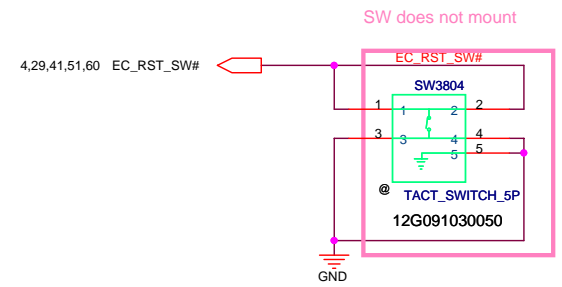 SW does not mount
EC_RST_SW#
4,29,41,51,60 EC_RST_SW#
SW3804
1 1 2 2
3 3 4 4
5 5
@ TACT_SWITCH_5P
12G091030050
GND